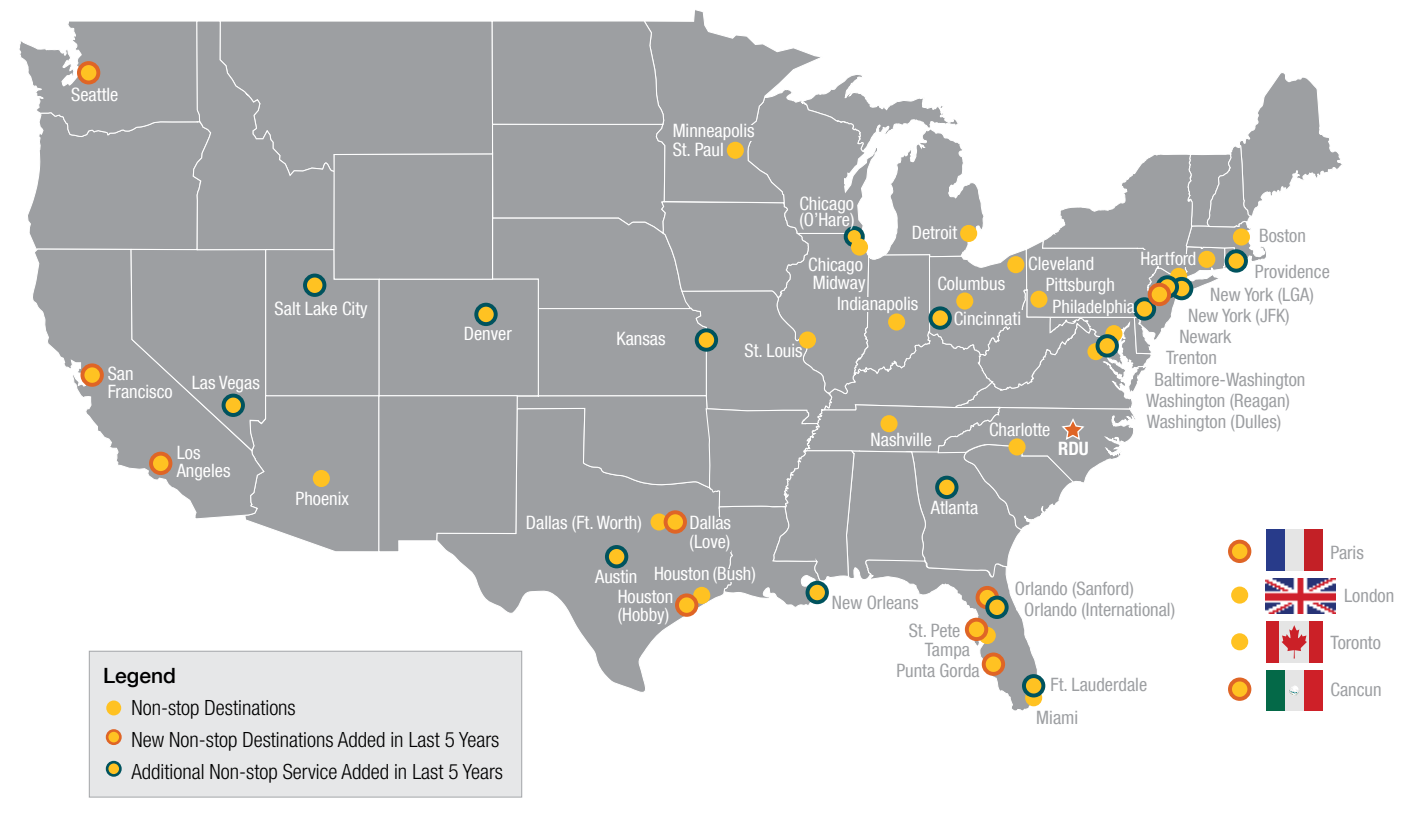 Seattle
Minneapolis
St. Paul
Chicago
(O'Hare)
Detroit
Boston
Chicago
Midway
Cleveland
Hartford
Providence
Salt Lake City
Columbus
Pittsburgh
New York (LGA)
Indianapolis
Philadelphia
New York (JFK)
Denver
Kansas
St. Louis
Cincinnati
Newark
Trenton
San
Francisco
Las Vegas
Baltimore-Washington
Washington (Reagan)
Washington (Dulles)
Nashville
Charlotte
RDU
Los
Angeles
Phoenix
Atlanta
Dallas (Ft. Worth)
Dallas
(Love)
Austin
Houston (Bush)
Houston
(Hobby)
New Orleans
Orlando (Sanford)
Orlando (International)
St. Pete
Tampa
Punta Gorda
Ft. Lauderdale
Miami
Paris
London
Toronto
Cancun
Legend
Non-stop Destinations
New Non-stop Destinations Added in Last 5 Years
Additional Non-stop Service Added in Last 5 Years